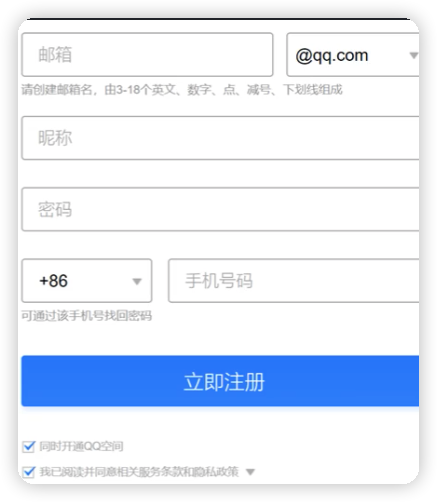 邮箱 @qq.com
请创建邮箱名，由3-18个英文、数字、点、减号、下划线组成
昵称
密码
+86 手机号码
可通过该手机号找回密码
立即注册
同时开通QQ空间
我已阅读并同意相关服务条款和隐私政策